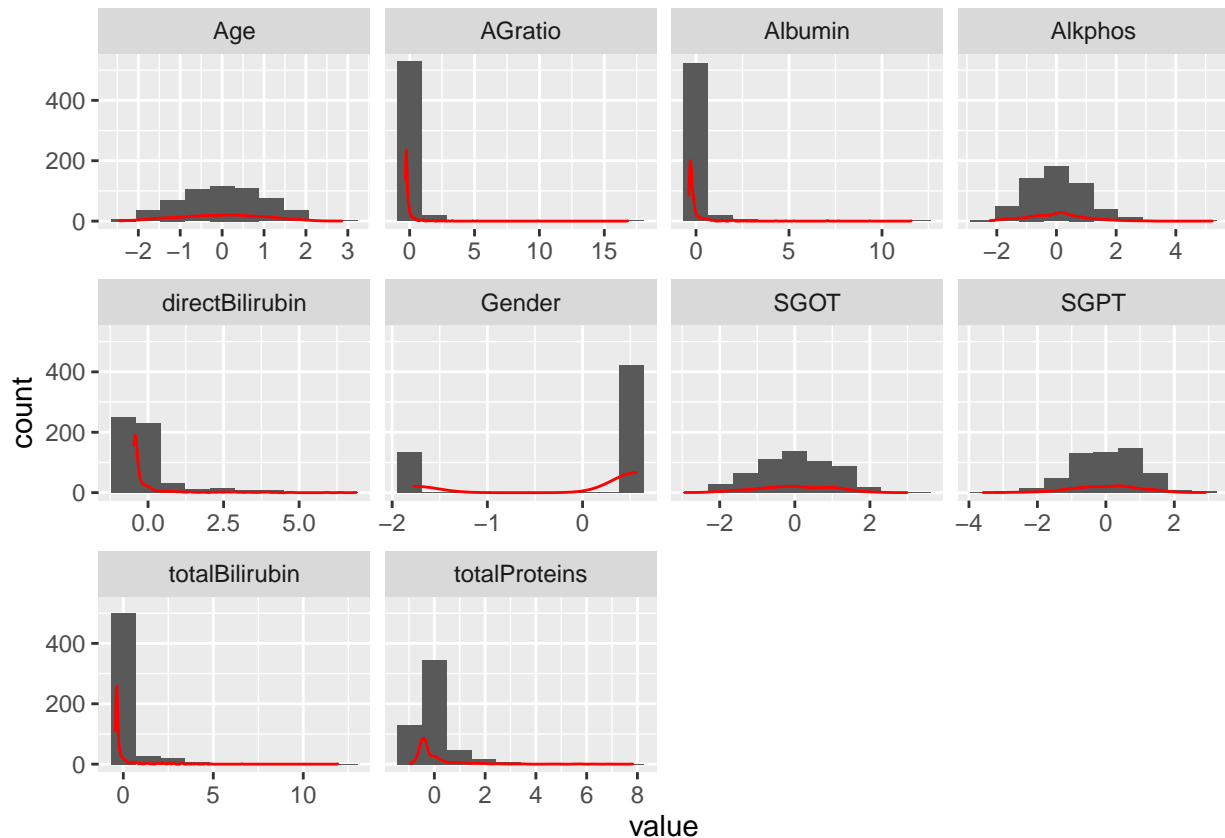 Age AGratio Albumin Alkphos
400
200
0
−2 −1 0 1 2 3 0 5 10 15 0 5 10 −2 0 2 4
directBilirubin Gender SGOT SGPT
400
200
0
0.0 2.5 5.0 −2 −1 0 −2 0 2 −4 −2 0 2
totalBilirubin totalProteins
400
200
0
0 5 10 0 2 4 6 8
count
value